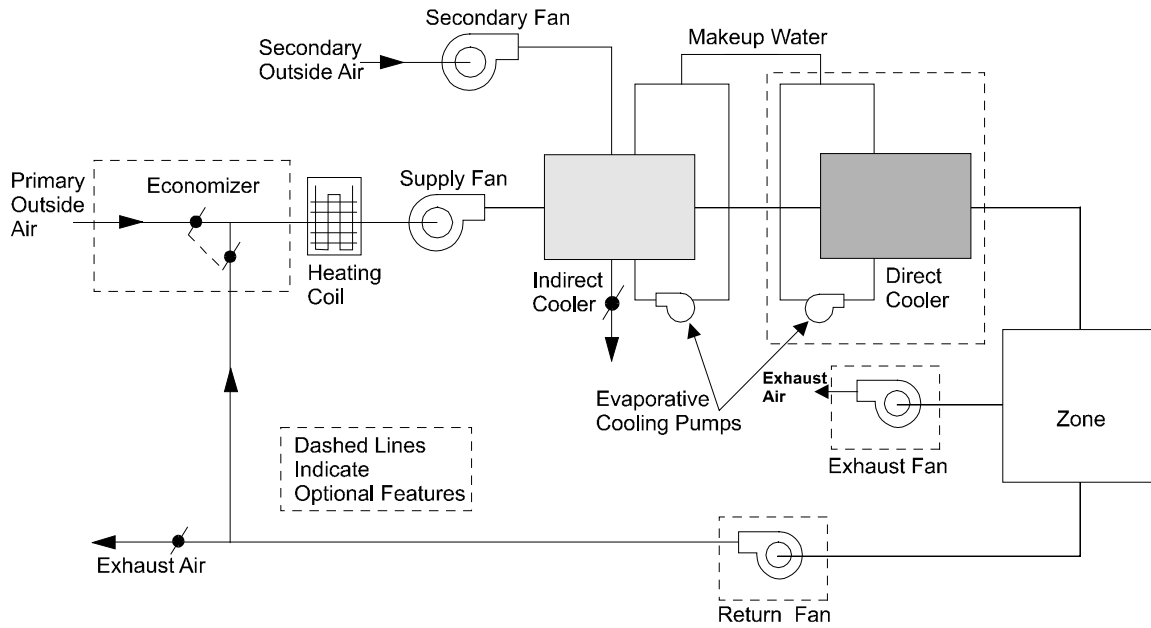 Secondary Fan
Secondary
Outside Air
Makeup Water
Primary
Outside
Air
Economizer
Supply Fan
Heating
Coil
Indirect
Cooler
Direct
Cooler
Evaporative
Cooling Pumps
Exhaust
Air
Exhaust Fan
Zone
Dashed Lines
Indicate
Optional Features
Exhaust Air
Return Fan